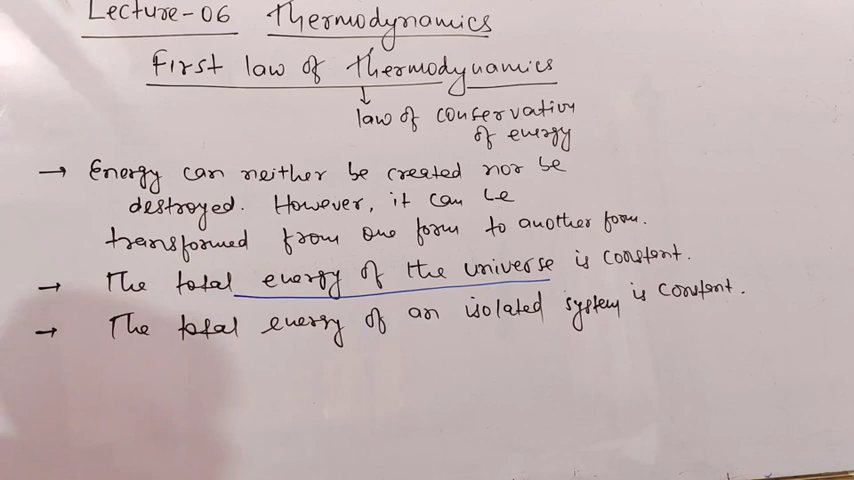 Lecture-06 Thermodynamics
First law of Thermodynamics
law of conservation
of energy
→ Energy can neither be created nor be
destroyed. However, it can be
transformed from one form to another form.
→ The total energy of the universe is constant.
→ The total energy of an isolated system is constant.